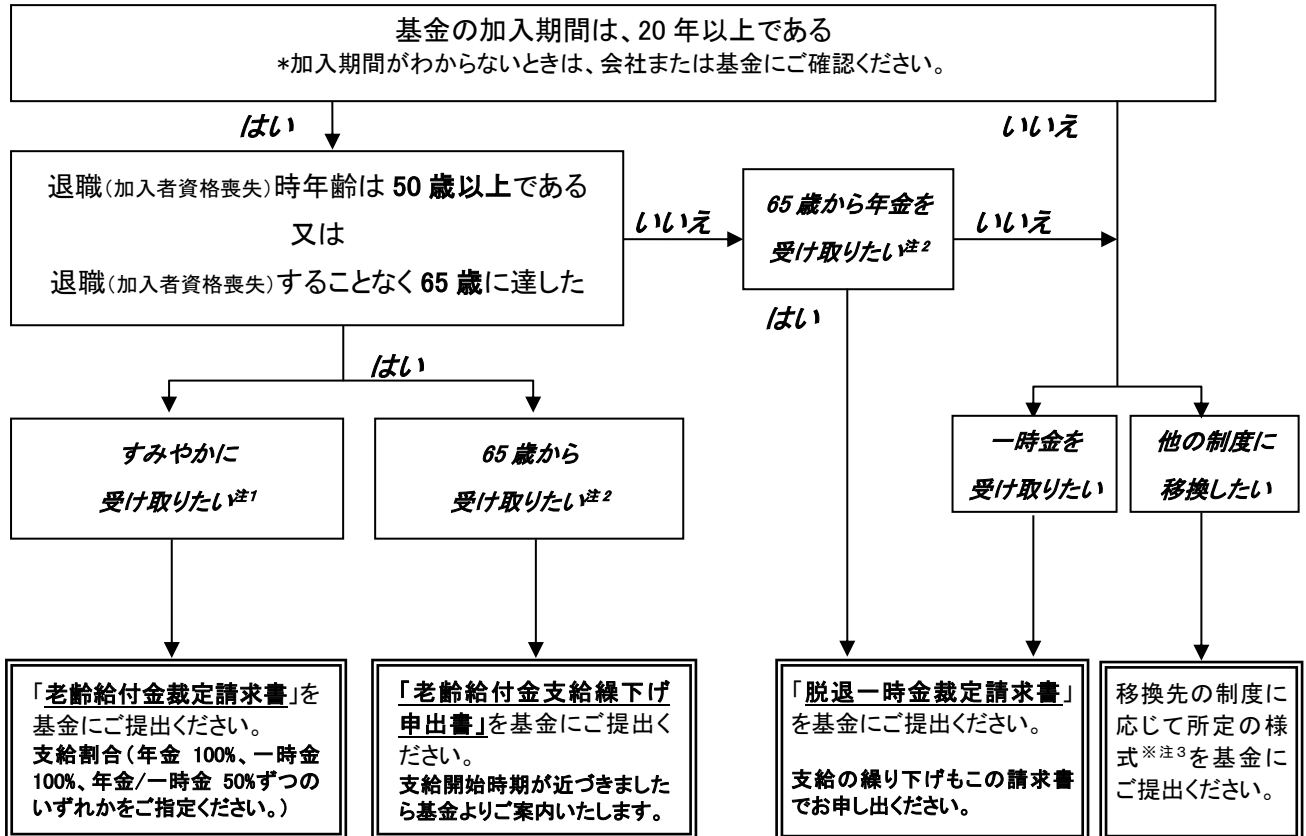 基金の加入期間は、20 年以上である
*加入期間がわからないときは、会社または基金にご確認ください。
はい
いいえ
退職(加入者資格喪失)時年齢は 50 歳以上である
又は
退職(加入者資格喪失)することなく 65 歳に達した
いいえ
65 歳から年金を
受け取りたい注2
いいえ
はい
はい
すみやかに
受け取りたい注1
65 歳から
受け取りたい注2
一時金を
受け取りたい
他の制度に
移換したい
「老齢給付金裁定請求書」を
基金にご提出ください。
支給割合(年金 100%、一時金
100%、年金/一時金 50%ずつの
いずれかをご指定ください。)
「老齢給付金支給繰下げ
申出書」を基金にご提出く
ださい。
支給開始時期が近づきました
ら基金よりご案内いたします。
「脱退一時金裁定請求書」
を基金にご提出ください。
支給の繰り下げもこの請求書
でお申し出ください。
移換先の制度に
応じて所定の様
式※注3を基金に
ご提出ください。